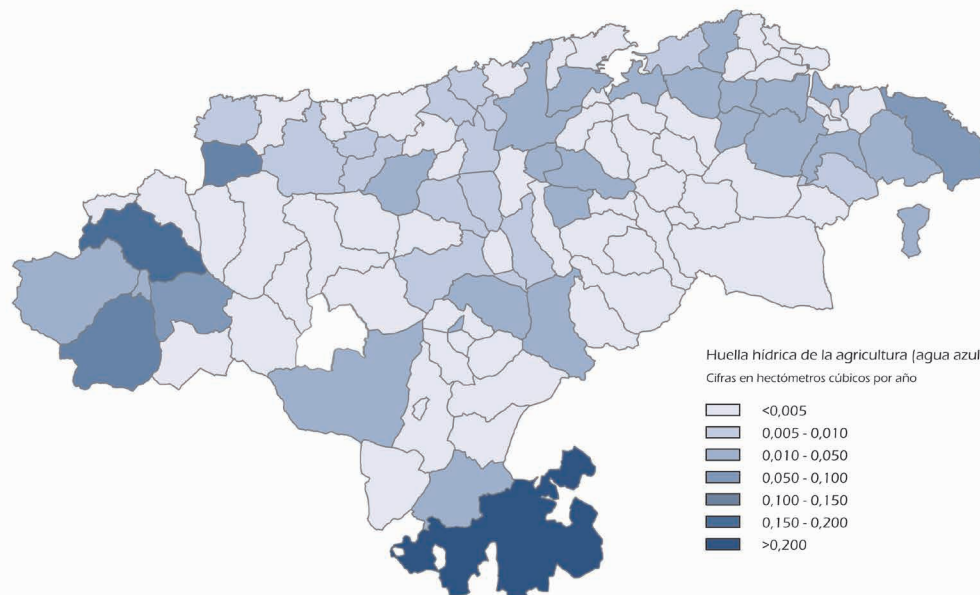 Huella hídrica de la agricultura (agua azul
Cifras en hectómetros cúbicos por año
<0,005
0,005 - 0,010
0,010 - 0,050
0,050 - 0,100
0,100 - 0,150
0,150 - 0,200
>0,200